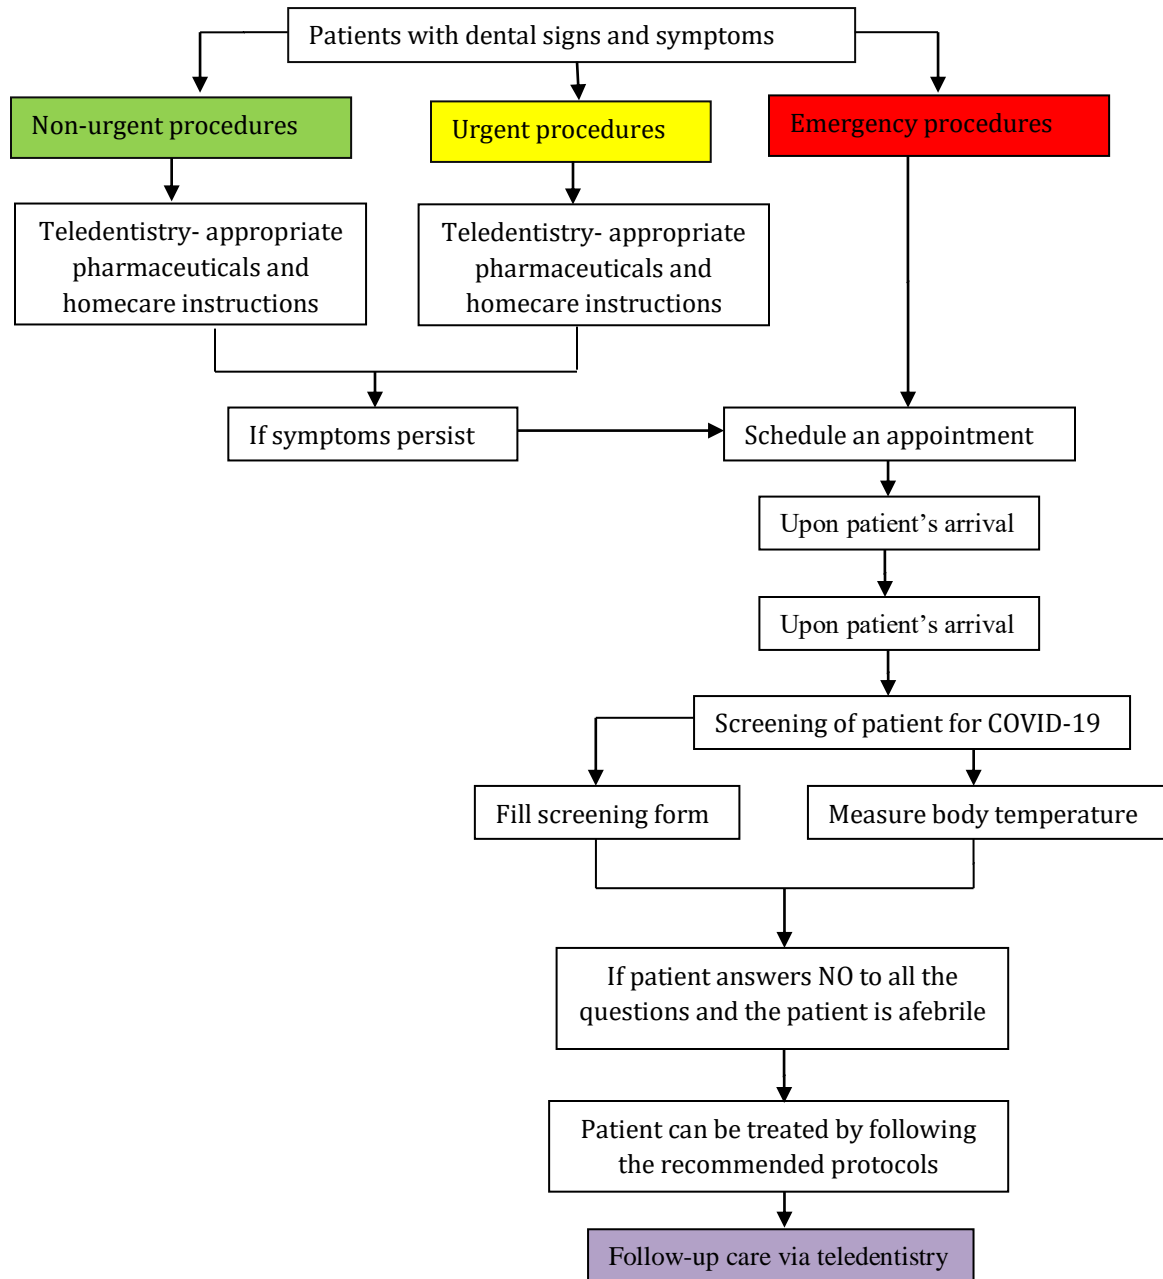 Patients with dental signs and symptoms
Non-urgent procedures
Urgent procedures
Emergency procedures
Teledentistry- appropriate
pharmaceuticals and
homecare instructions
Teledentistry- appropriate
pharmaceuticals and
homecare instructions
If symptoms persist
Schedule an appointment
Upon patient’s arrival
Upon patient’s arrival
Screening of patient for COVID-19
Fill screening form
Measure body temperature
If patient answers NO to all the
questions and the patient is afebrile
Patient can be treated by following
the recommended protocols
Follow-up care via teledentistry